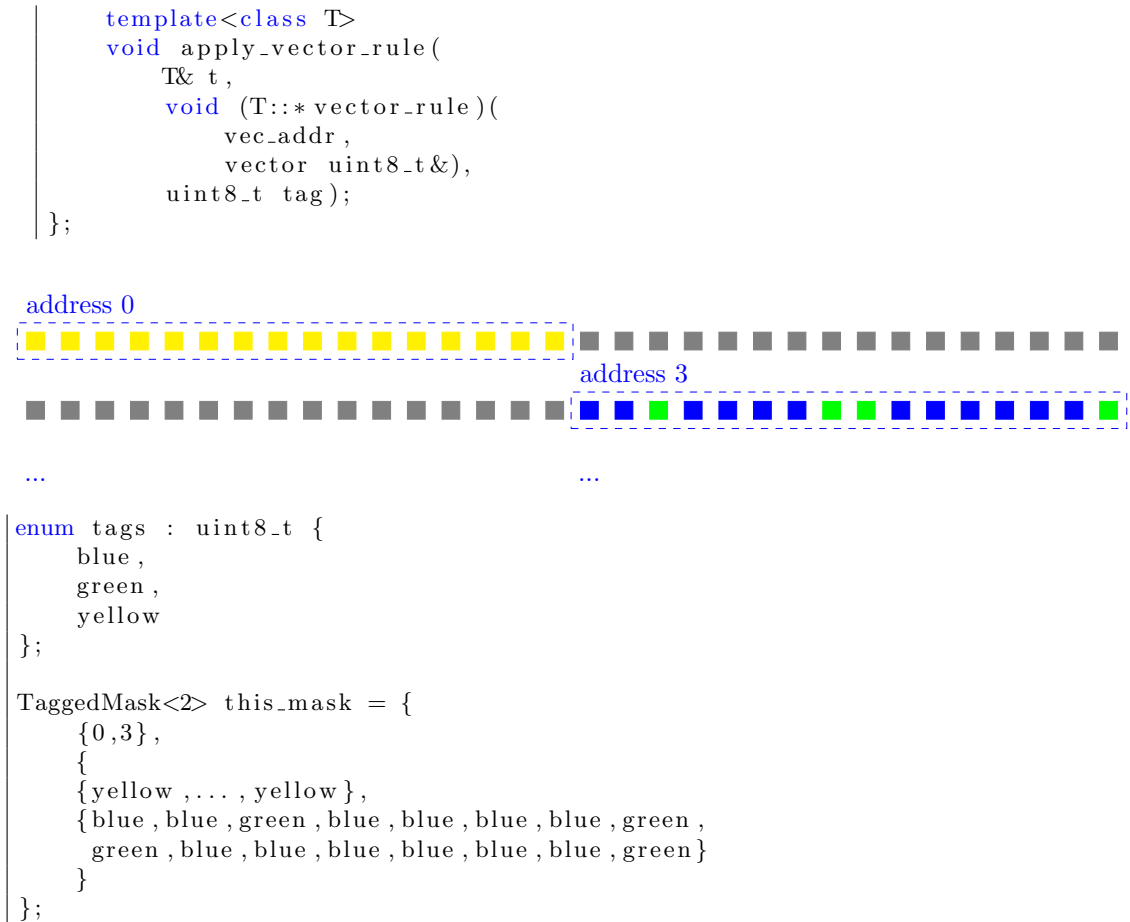 template<class T>
void apply_vector_rule(
T& t,
void (T::*vector_rule)(
vec_addr,
vector uint8_t&),
uint8_t tag);
};
address 0
address 3
... ...
enum tags : uint8_t {
blue,
green,
yellow
};
TaggedMask<2> this_mask = {
{0,3},
{
{yellow,...,yellow},
{blue,blue,green,blue,blue,blue,blue,green,
green,blue,blue,blue,blue,blue,blue,green}
}
};